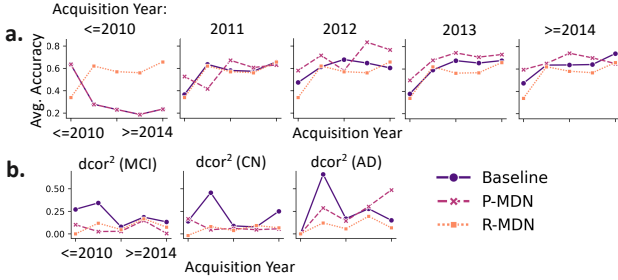 Acquisition Year:
<=2010 2011 2012 2013 >=2014
a.
Avg. Accuracy
0.8
0.6
0.4
0.2
<=2010 >=2014 Acquisition Year
b.
dcor² (MCI) dcor² (CN) dcor² (AD)
0.50
0.25
0.00
<=2010 >=2014
Acquisition Year
Baseline
P-MDN
R-MDN